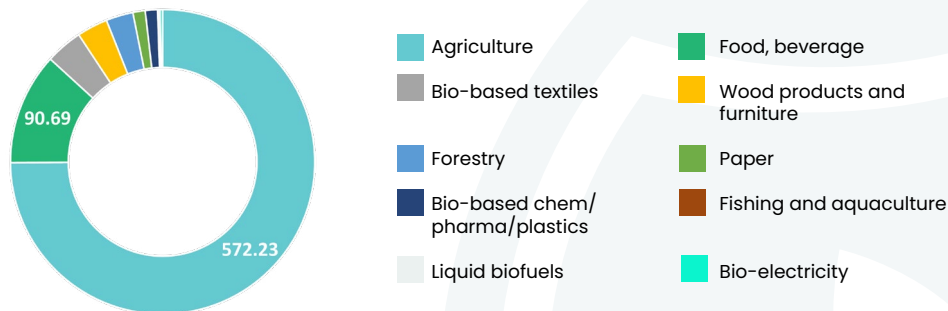 90.69
572.23
Agriculture
Food, beverage
Bio-based textiles
Wood products and
furniture
Forestry
Paper
Bio-based chem/
pharma/plastics
Fishing and aquaculture
Liquid biofuels
Bio-electricity